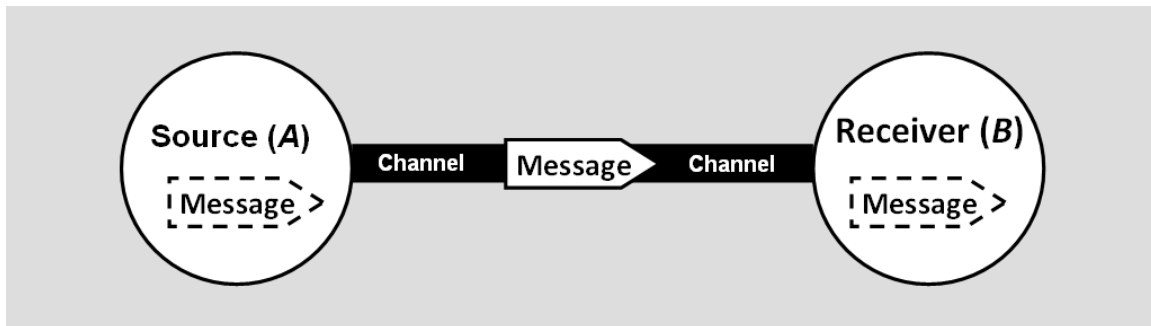 Source (A)
Message
Channel
Message
Channel
Receiver (B)
Message